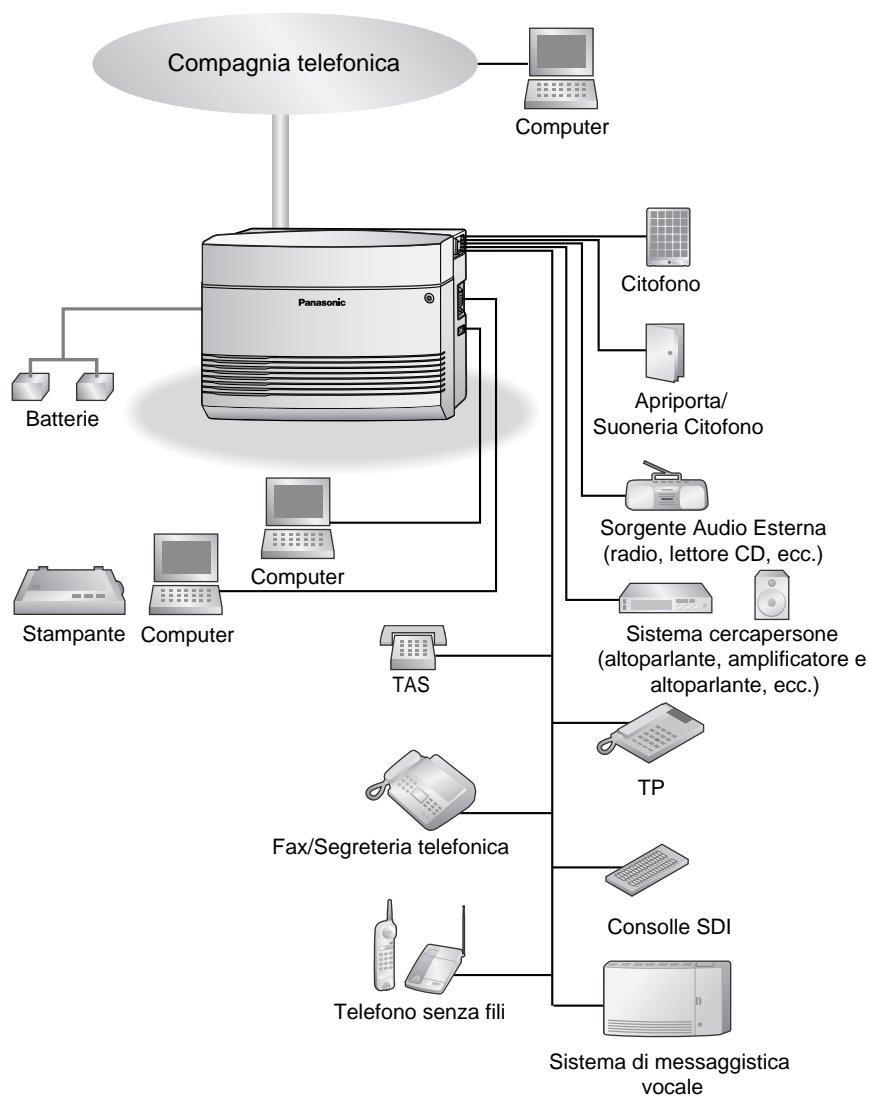 Compagnia telefonica
Computer
Citofono
Panasonic
Batterie
Apriporta/
Suoneria Citofono
Sorgente Audio Esterna
(radio, lettore CD, ecc.)
Computer
Stampante
Computer
Sistema cercapersone
(altoparlante, amplificatore e
altoparlante, ecc.)
TAS
TP
Fax/Segreteria telefonica
Consolle SDI
Telefono senza fili
Sistema di messaggistica
vocale